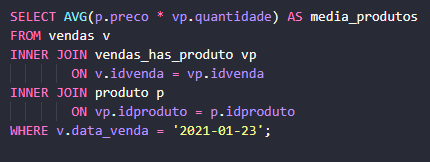 SELECT AVG(p.preco * vp.quantidade) AS media_produtos
FROM vendas v
INNER JOIN vendas_has_produto vp
ON v.idvenda = vp.idvenda
INNER JOIN produto p
ON vp.idproduto = p.idproduto
WHERE v.data_venda = '2021-01-23';